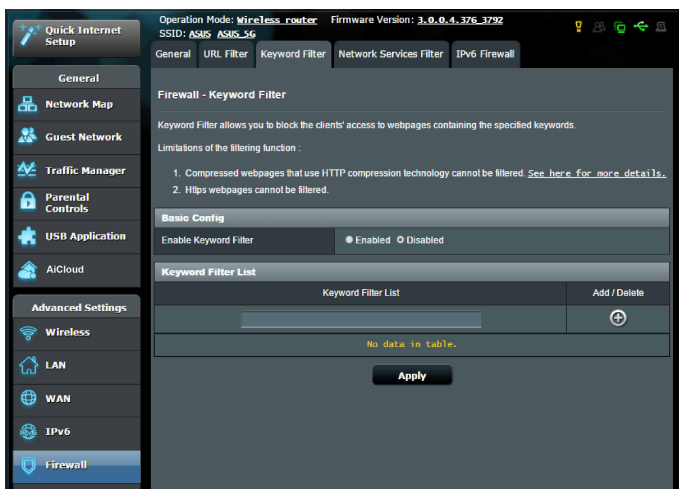 Quick Internet
Setup
Operation Mode: Wireless router Firmware Version: 3.0.0.4.376_3792
SSID: ASUS ASUS_5G
General URL Filter Keyword Filter Network Services Filter IPv6 Firewall
General
Network Map
Guest Network
Traffic Manager
Parental
Controls
USB Application
AiCloud
Advanced Settings
Wireless
LAN
WAN
IPv6
Firewall
Firewall - Keyword Filter
Keyword Filter allows you to block the clients' access to webpages containing the specified keywords.
Limitations of the filtering function :
1. Compressed webpages that use HTTP compression technology cannot be filtered. See here for more details.
2. Https webpages cannot be filtered.
Basic Config
Enable Keyword Filter Enabled Disabled
Keyword Filter List
Keyword Filter List Add / Delete
No data in table.
Apply